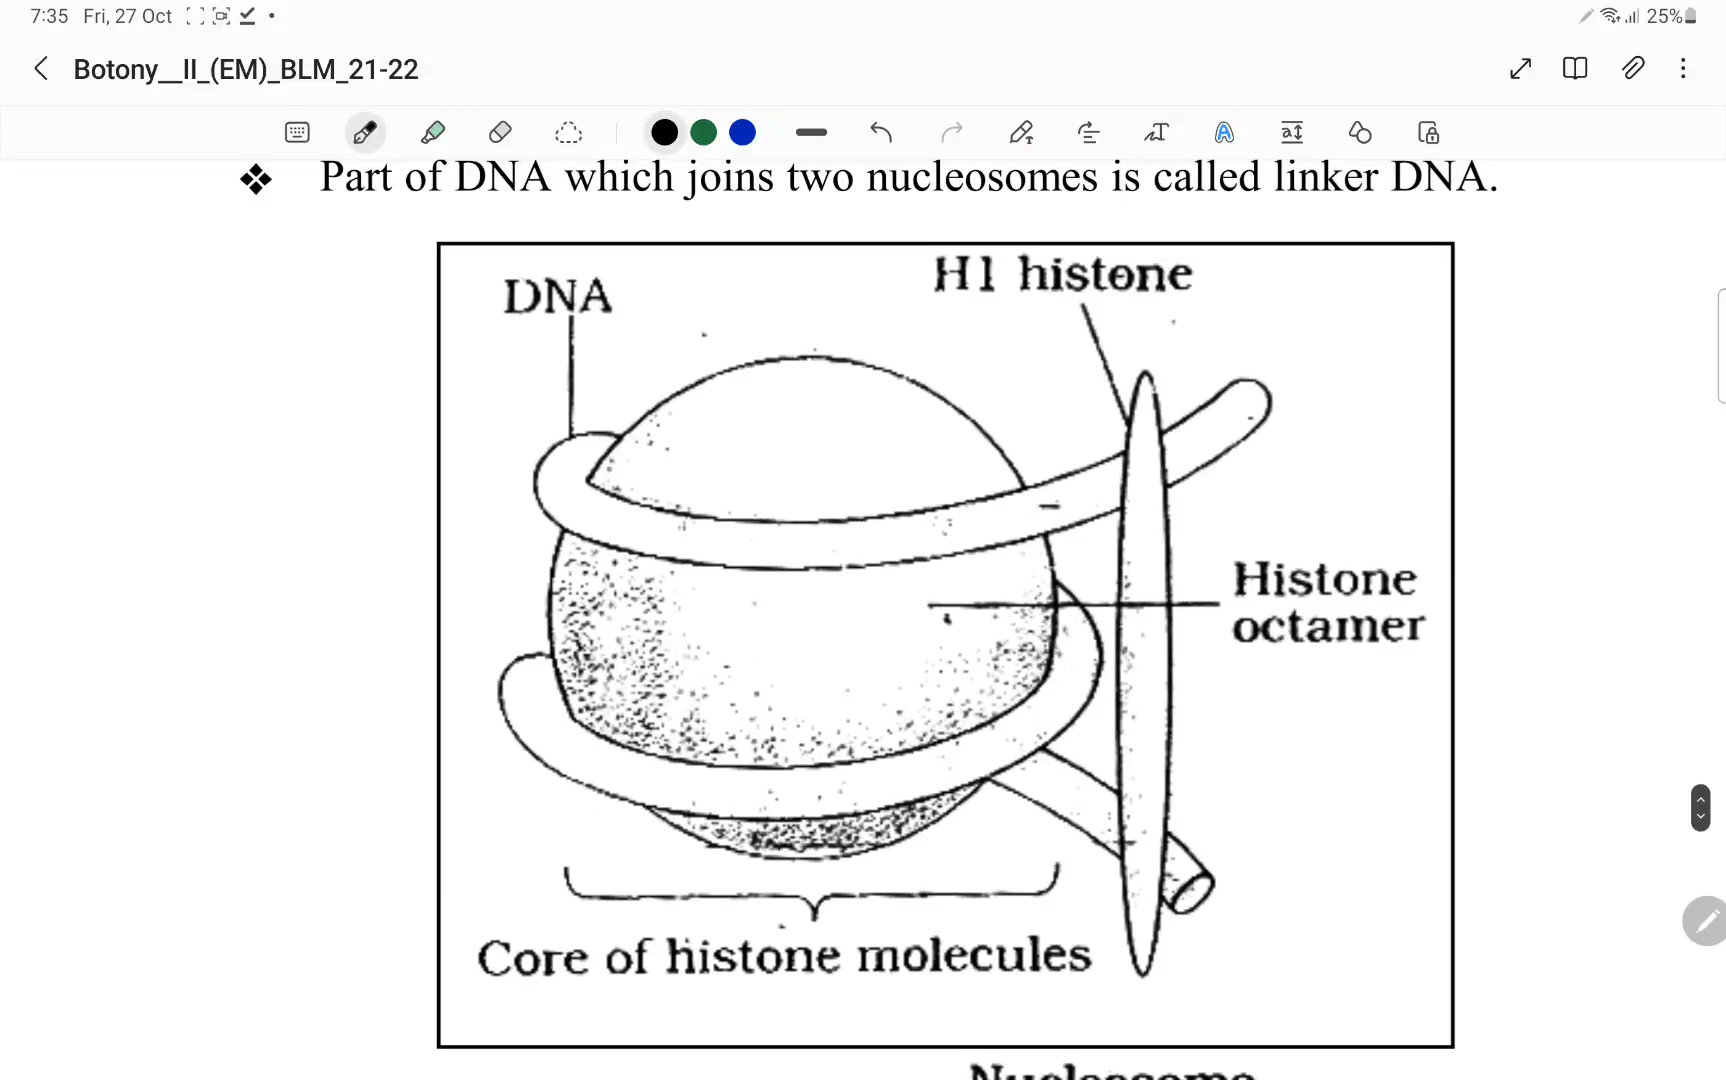 7:35 Fri, 27 Oct
25%
Botony__II_(EM)_BLM_21-22
❖ Part of DNA which joins two nucleosomes is called linker DNA.
DNA
H1 histone
Histone
octamer
Core of histone molecules
Nucleosome